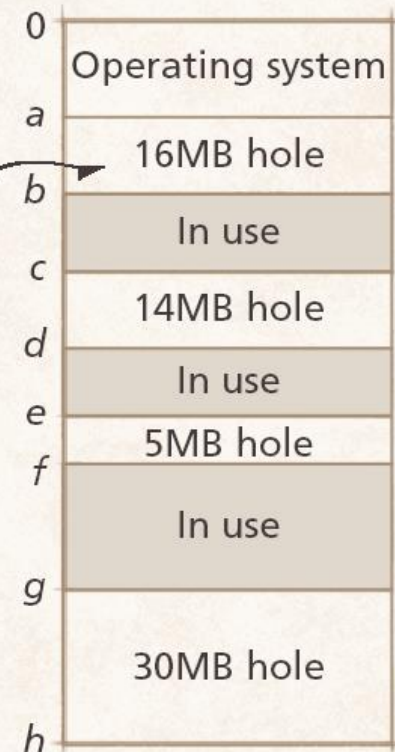 0
Operating system
a
16MB hole
b
In use
c
14MB hole
d
In use
e
5MB hole
f
In use
g
30MB hole
h